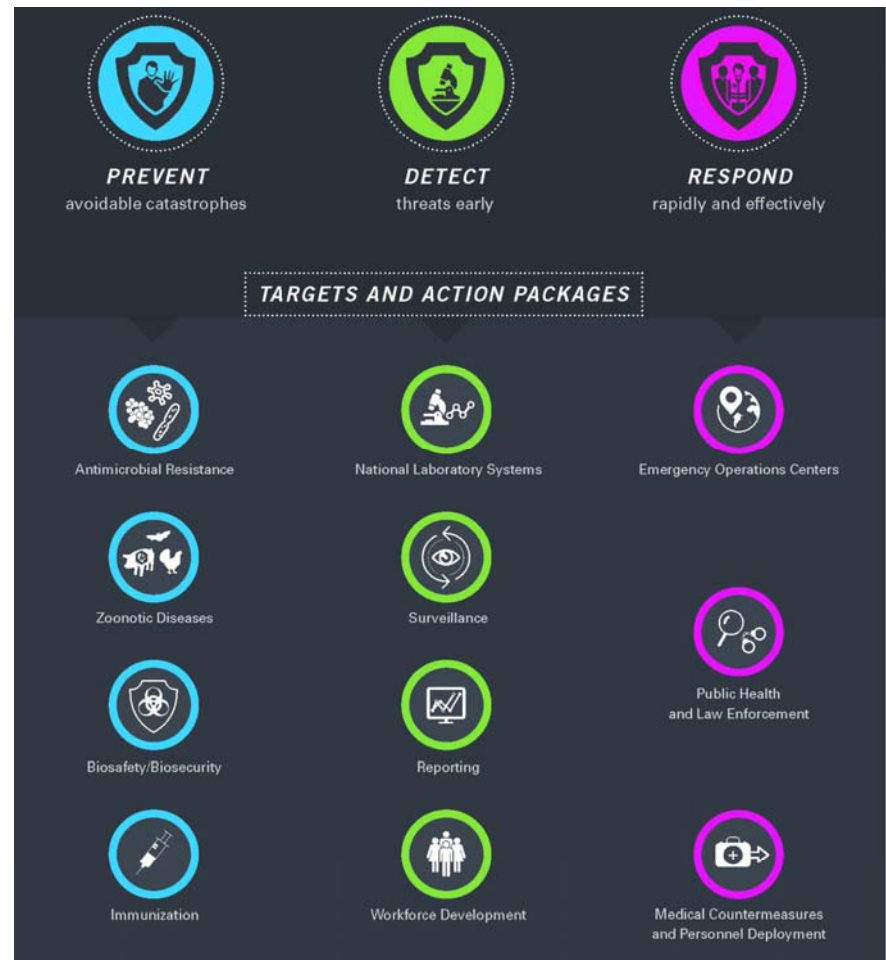 PREVENT
avoidable catastrophes
DETECT
threats early
RESPOND
rapidly and effectively
TARGETS AND ACTION PACKAGES
Antimicrobial Resistance
Zoonotic Diseases
Biosafety/Biosecurity
Immunization
National Laboratory Systems
Surveillance
Reporting
Workforce Development
Emergency Operations Centers
Public Health
and Law Enforcement
Medical Countermeasures
and Personnel Deployment